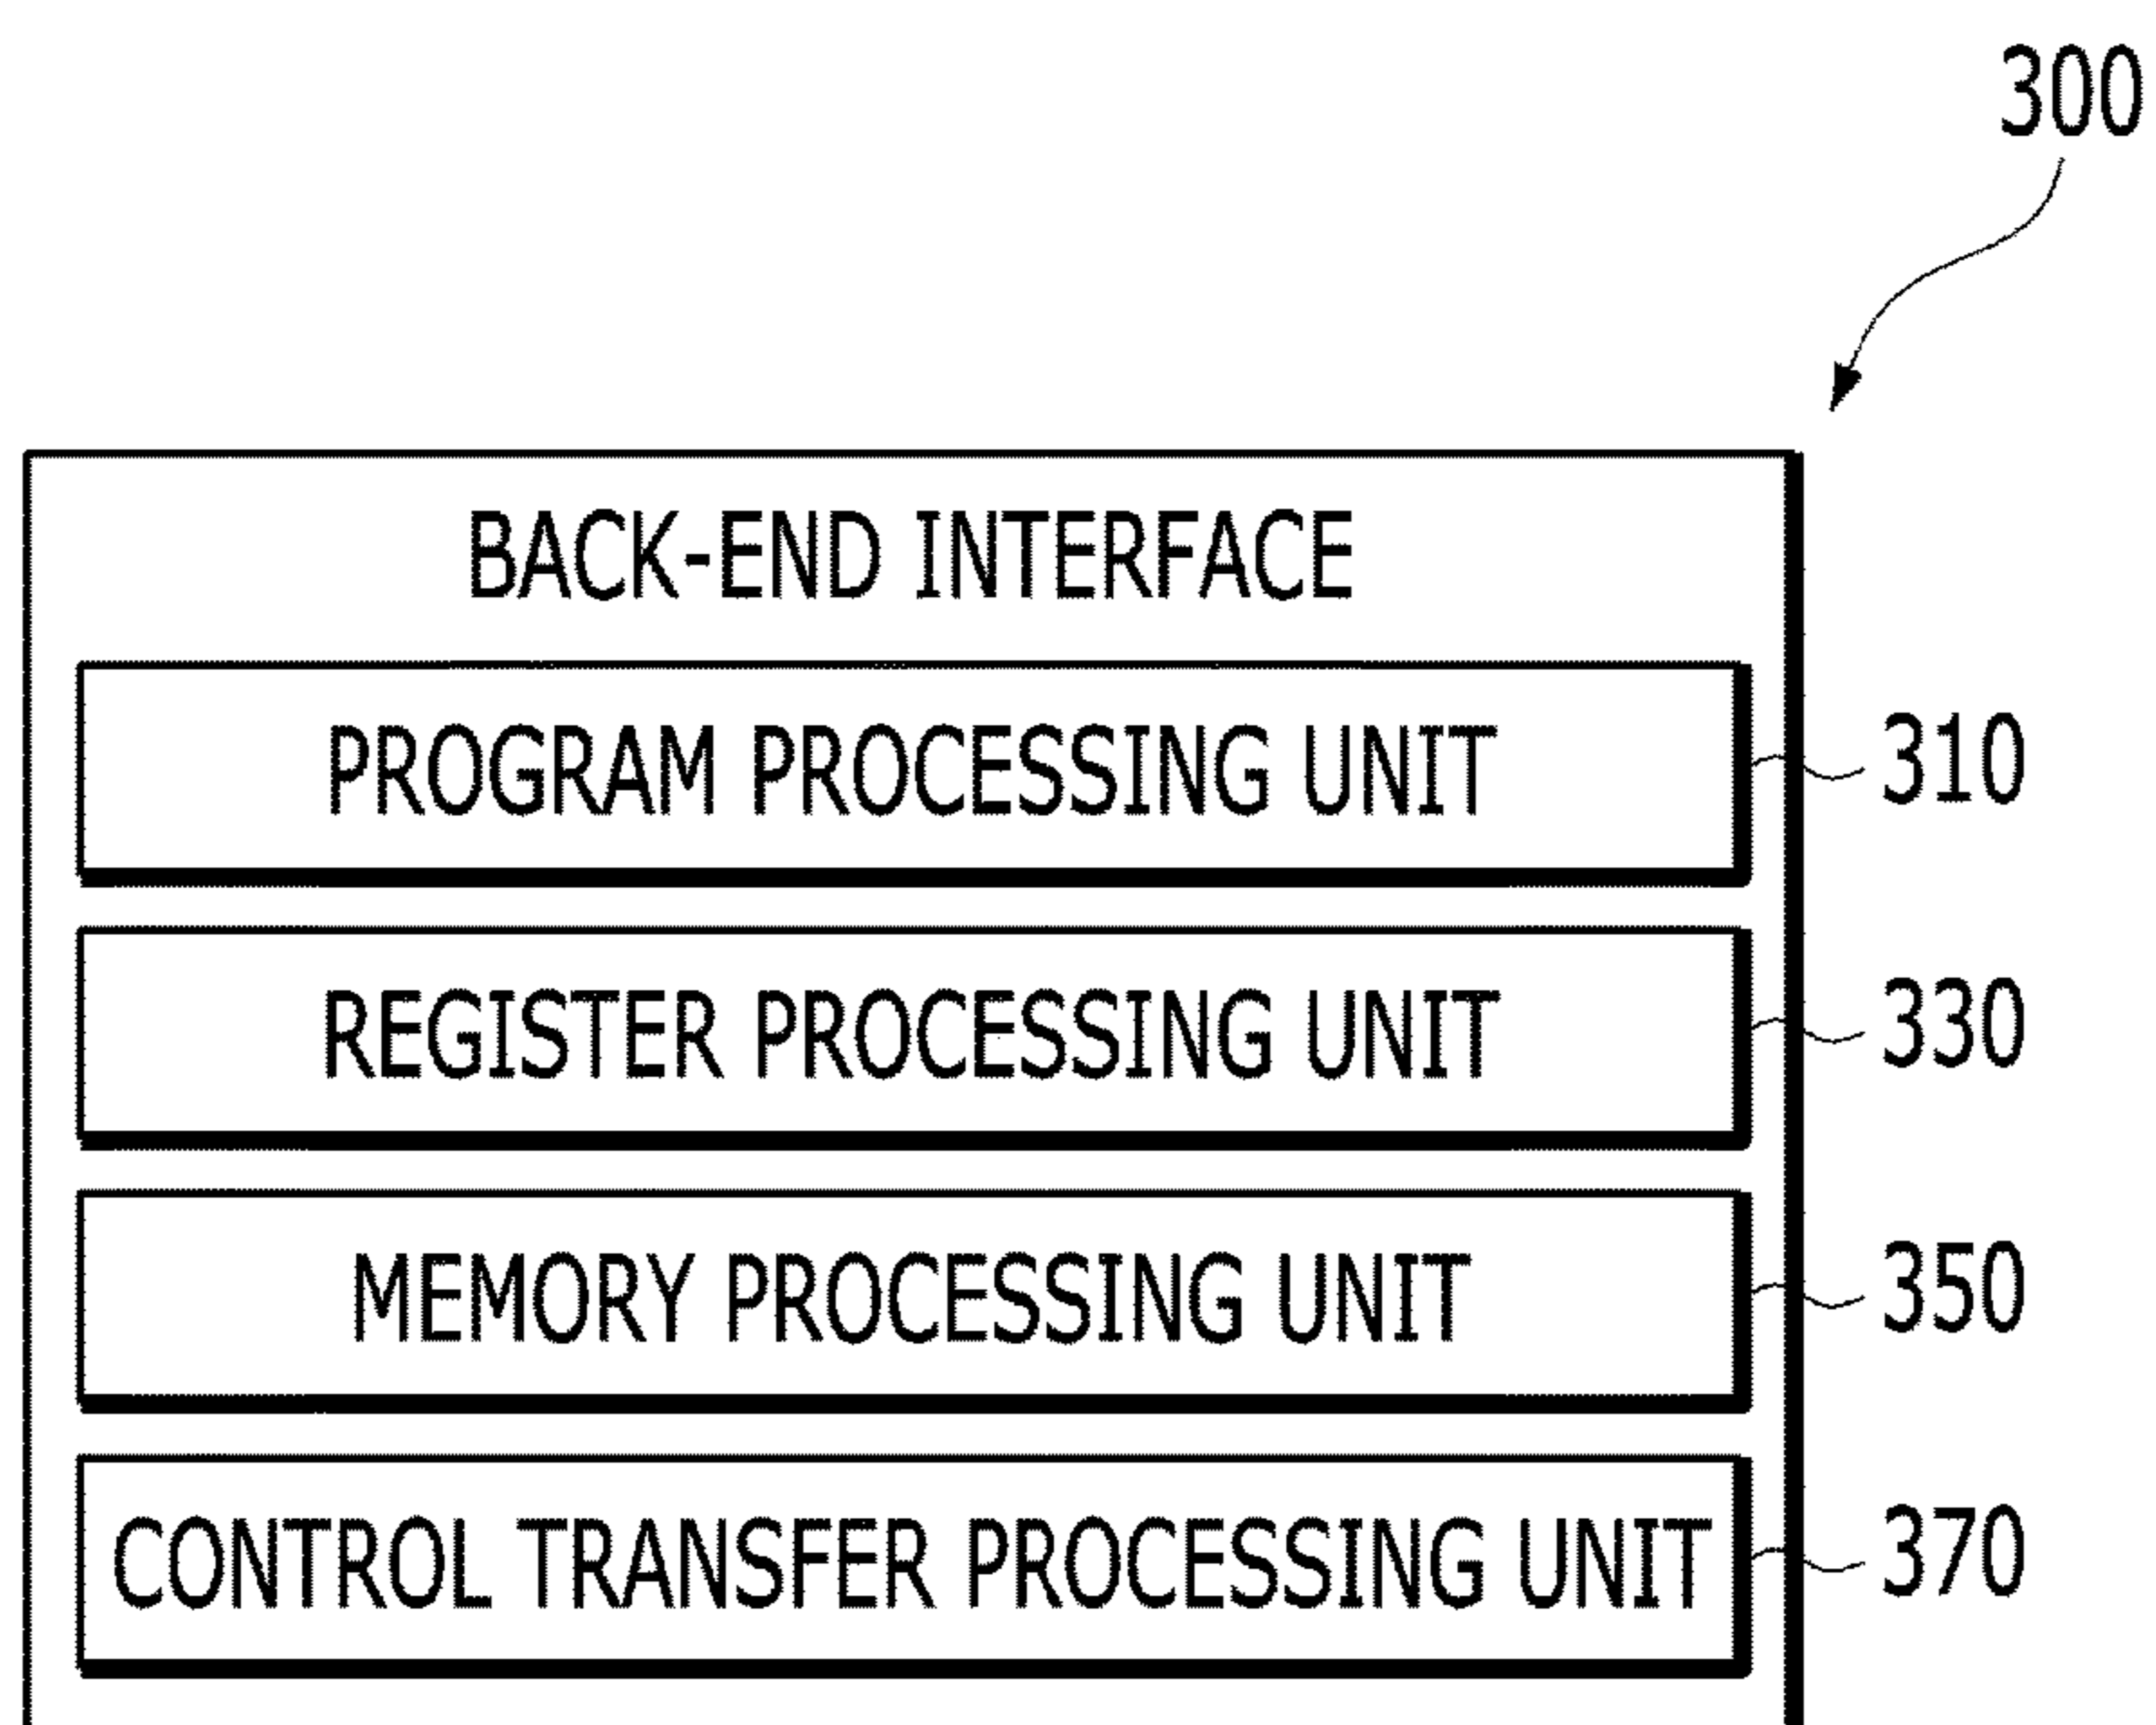 300
BACK-END INTERFACE
PROGRAM PROCESSING UNIT
310
REGISTER PROCESSING UNIT
330
MEMORY PROCESSING UNIT
350
CONTROL TRANSFER PROCESSING UNIT
370